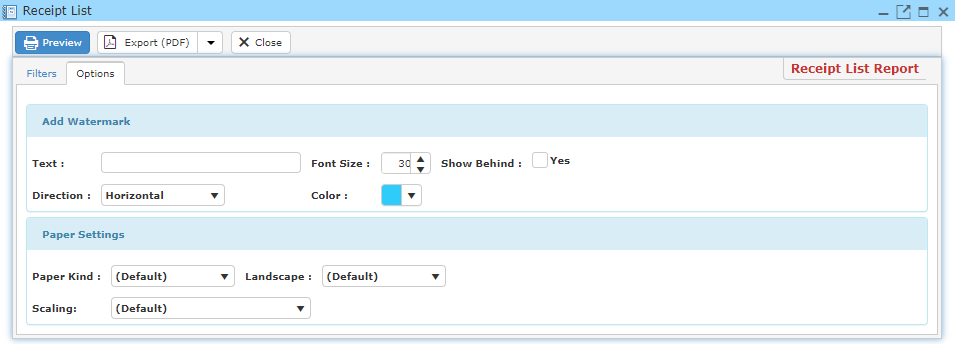 Receipt List
Preview Export (PDF) Close
Filters Options Receipt List Report
Add Watermark
Text : Font Size : 30 Show Behind : Yes
Direction : Horizontal Color :
Paper Settings
Paper Kind : (Default) Landscape : (Default)
Scaling: (Default)